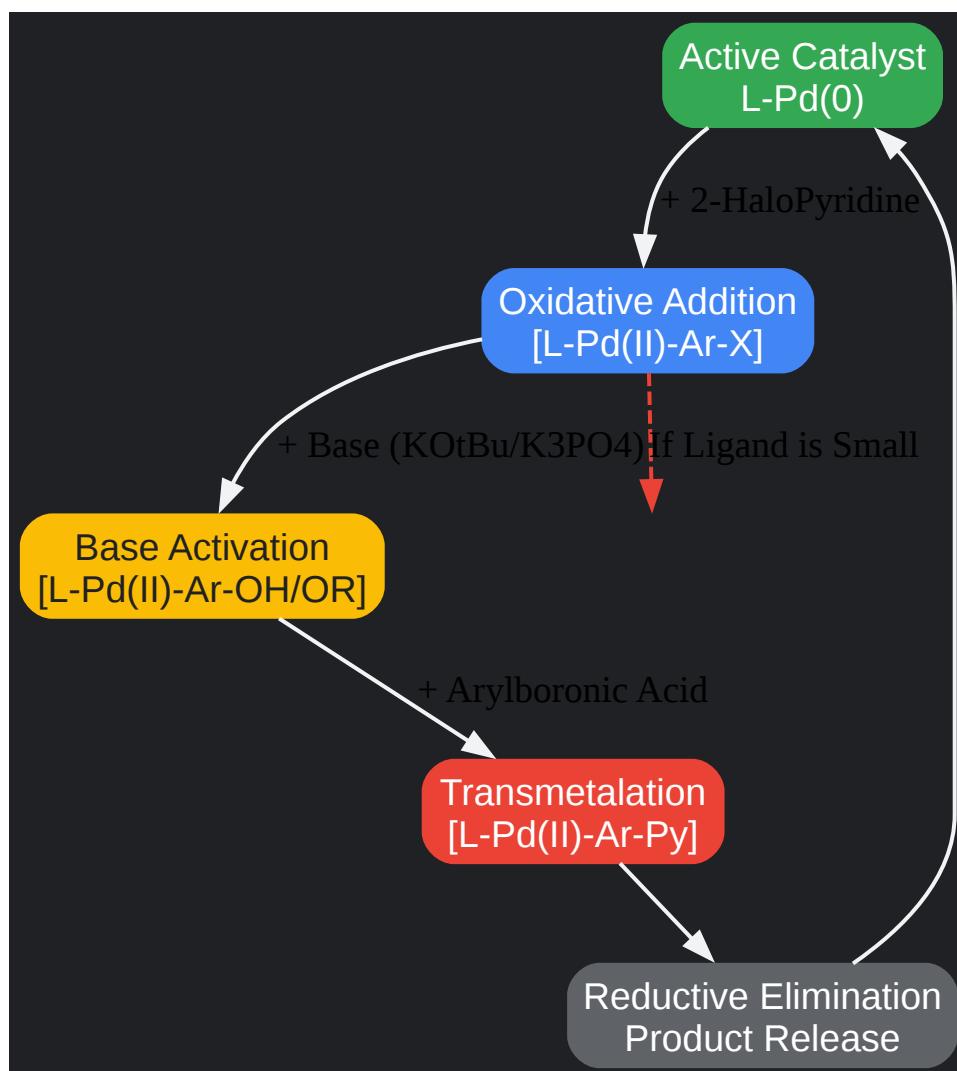 Active Catalyst
L-Pd(0)
+ 2-HaloPyridine
Oxidative Addition
[L-Pd(II)-Ar-X]
+ Base (KOtBu/K3PO4)
If Ligand is Small
Base Activation
[L-Pd(II)-Ar-OH/OR]
+ Arylboronic Acid
Transmetalation
[L-Pd(II)-Ar-Py]
Reductive Elimination
Product Release